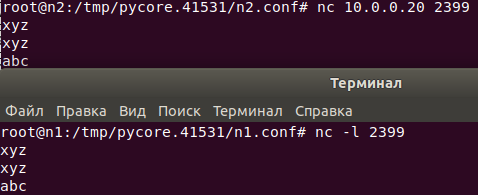 root@n2:/tmp/pycore.41531/n2.conf# nc 10.0.0.20 2399
xyz
xyz
abc
Терминал
Файл Правка Вид Поиск Терминал Справка
root@n1:/tmp/pycore.41531/n1.conf# nc -l 2399
xyz
xyz
abc